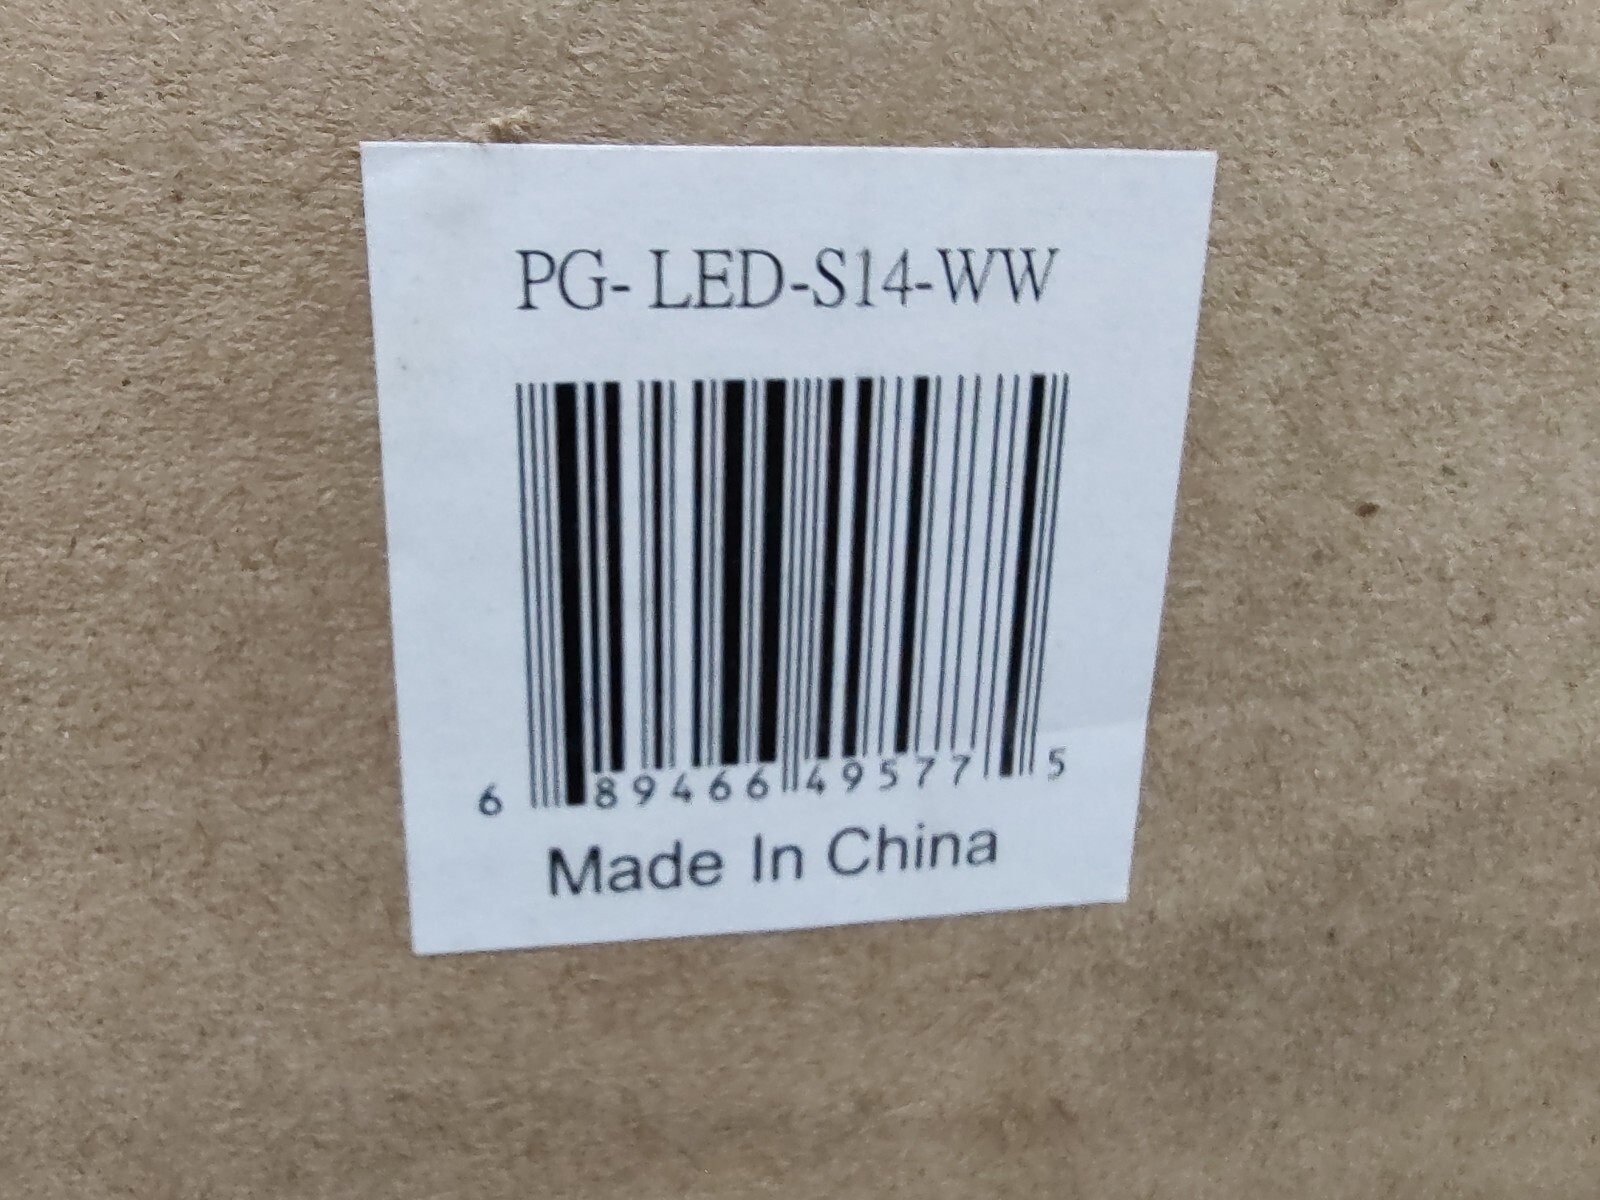 PG- LED-S14-WW
6 89466 49577 5
Made In China